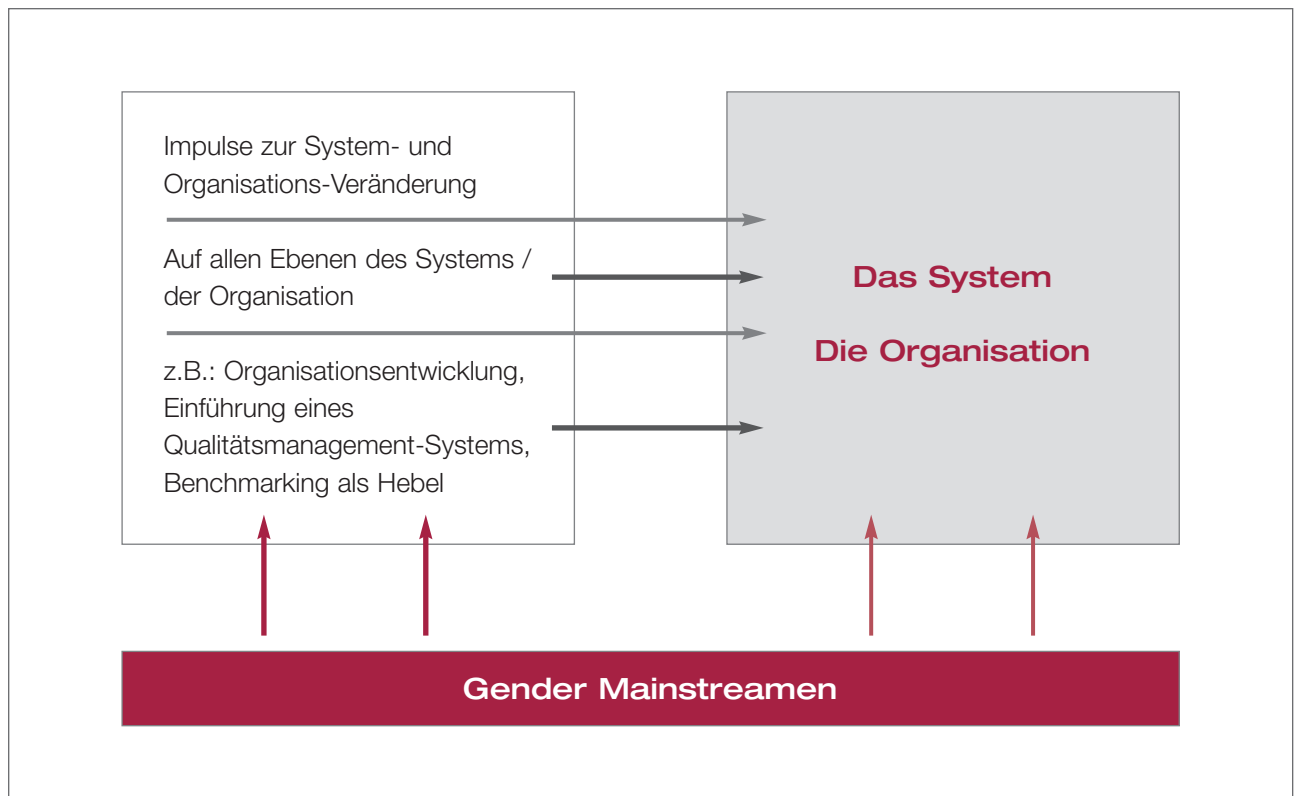 Impulse zur System- und
Organisations-Veränderung
Auf allen Ebenen des Systems /
der Organisation
z.B.: Organisationsentwicklung,
Einführung eines
Qualitätsmanagement-Systems,
Benchmarking als Hebel
Das System
Die Organisation
Gender Mainstreamen